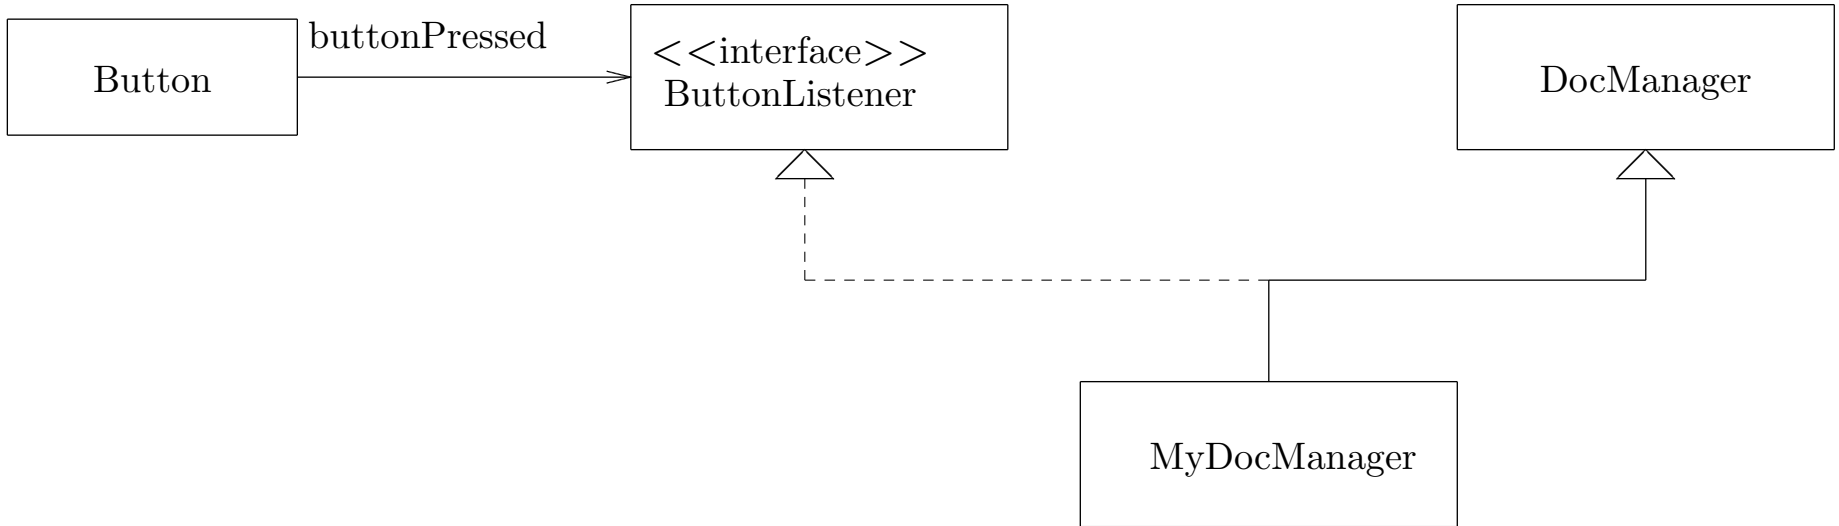 buttonPressed
Button
<<interface>>
ButtonListener
DocManager
MyDocManager